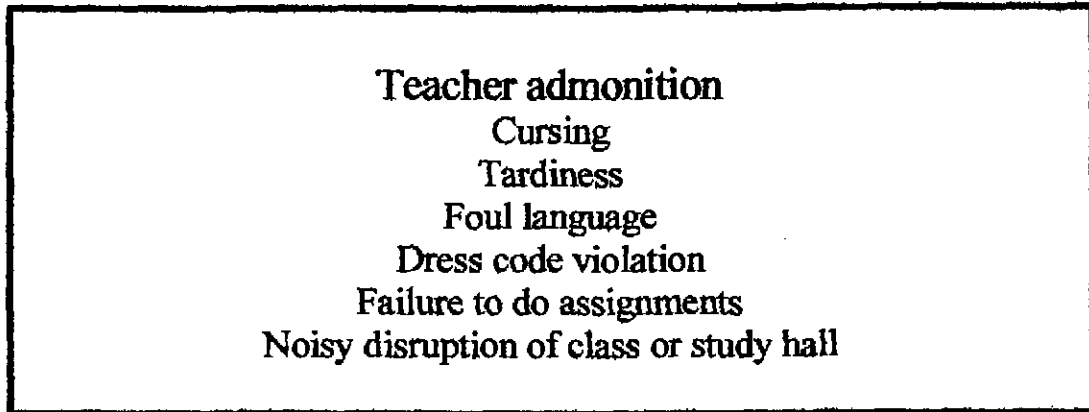 Teacher admonition
Cursing
Tardiness
Foul language
Dress code violation
Failure to do assignments
Noisy disruption of class or study hall